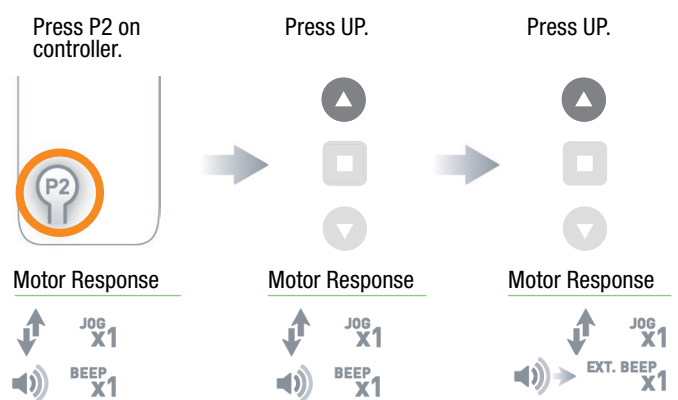 Press P2 on
controller.
Press UP.
Press UP.
P2
Motor Response
Motor Response
Motor Response
JOG X1
JOG X1
JOG X1
BEEP X1
BEEP X1
EXT. BEEP X1